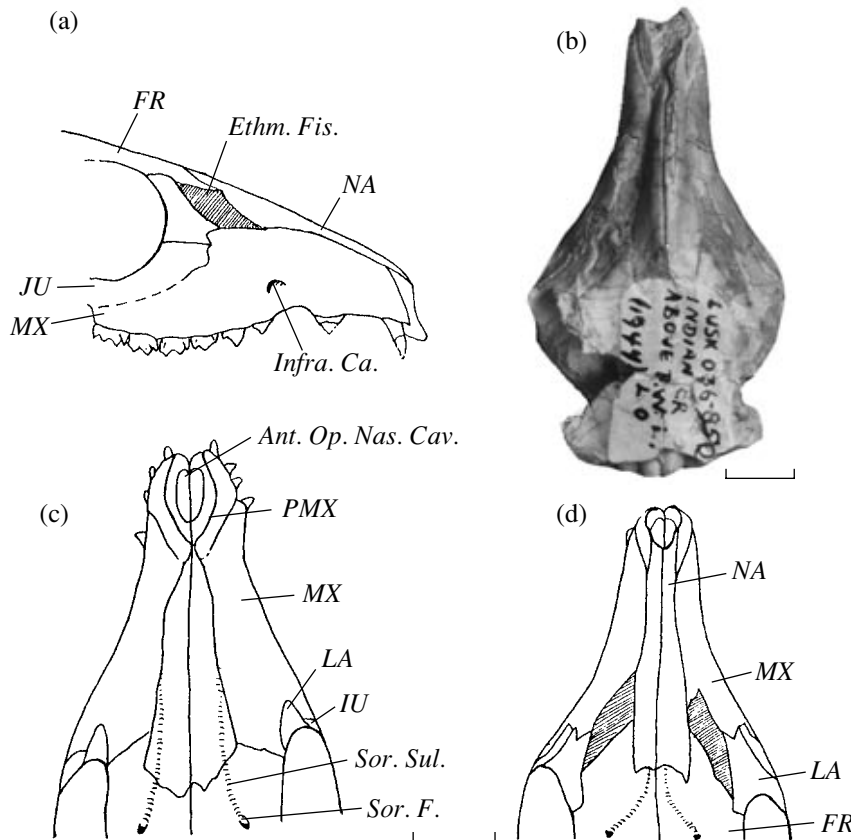 (a)
FR
Ethm. Fis.
NA
JU
MX
Infra. Ca.
(b)
LUSK 036-850
INDIAN CR
ABOVE P.W.L.,
(1944) L O
Ant. Op. Nas. Cav.
(c)
PMX
MX
LA
IU
Sor. Sul.
Sor. F.
(d)
NA
MX
LA
FR